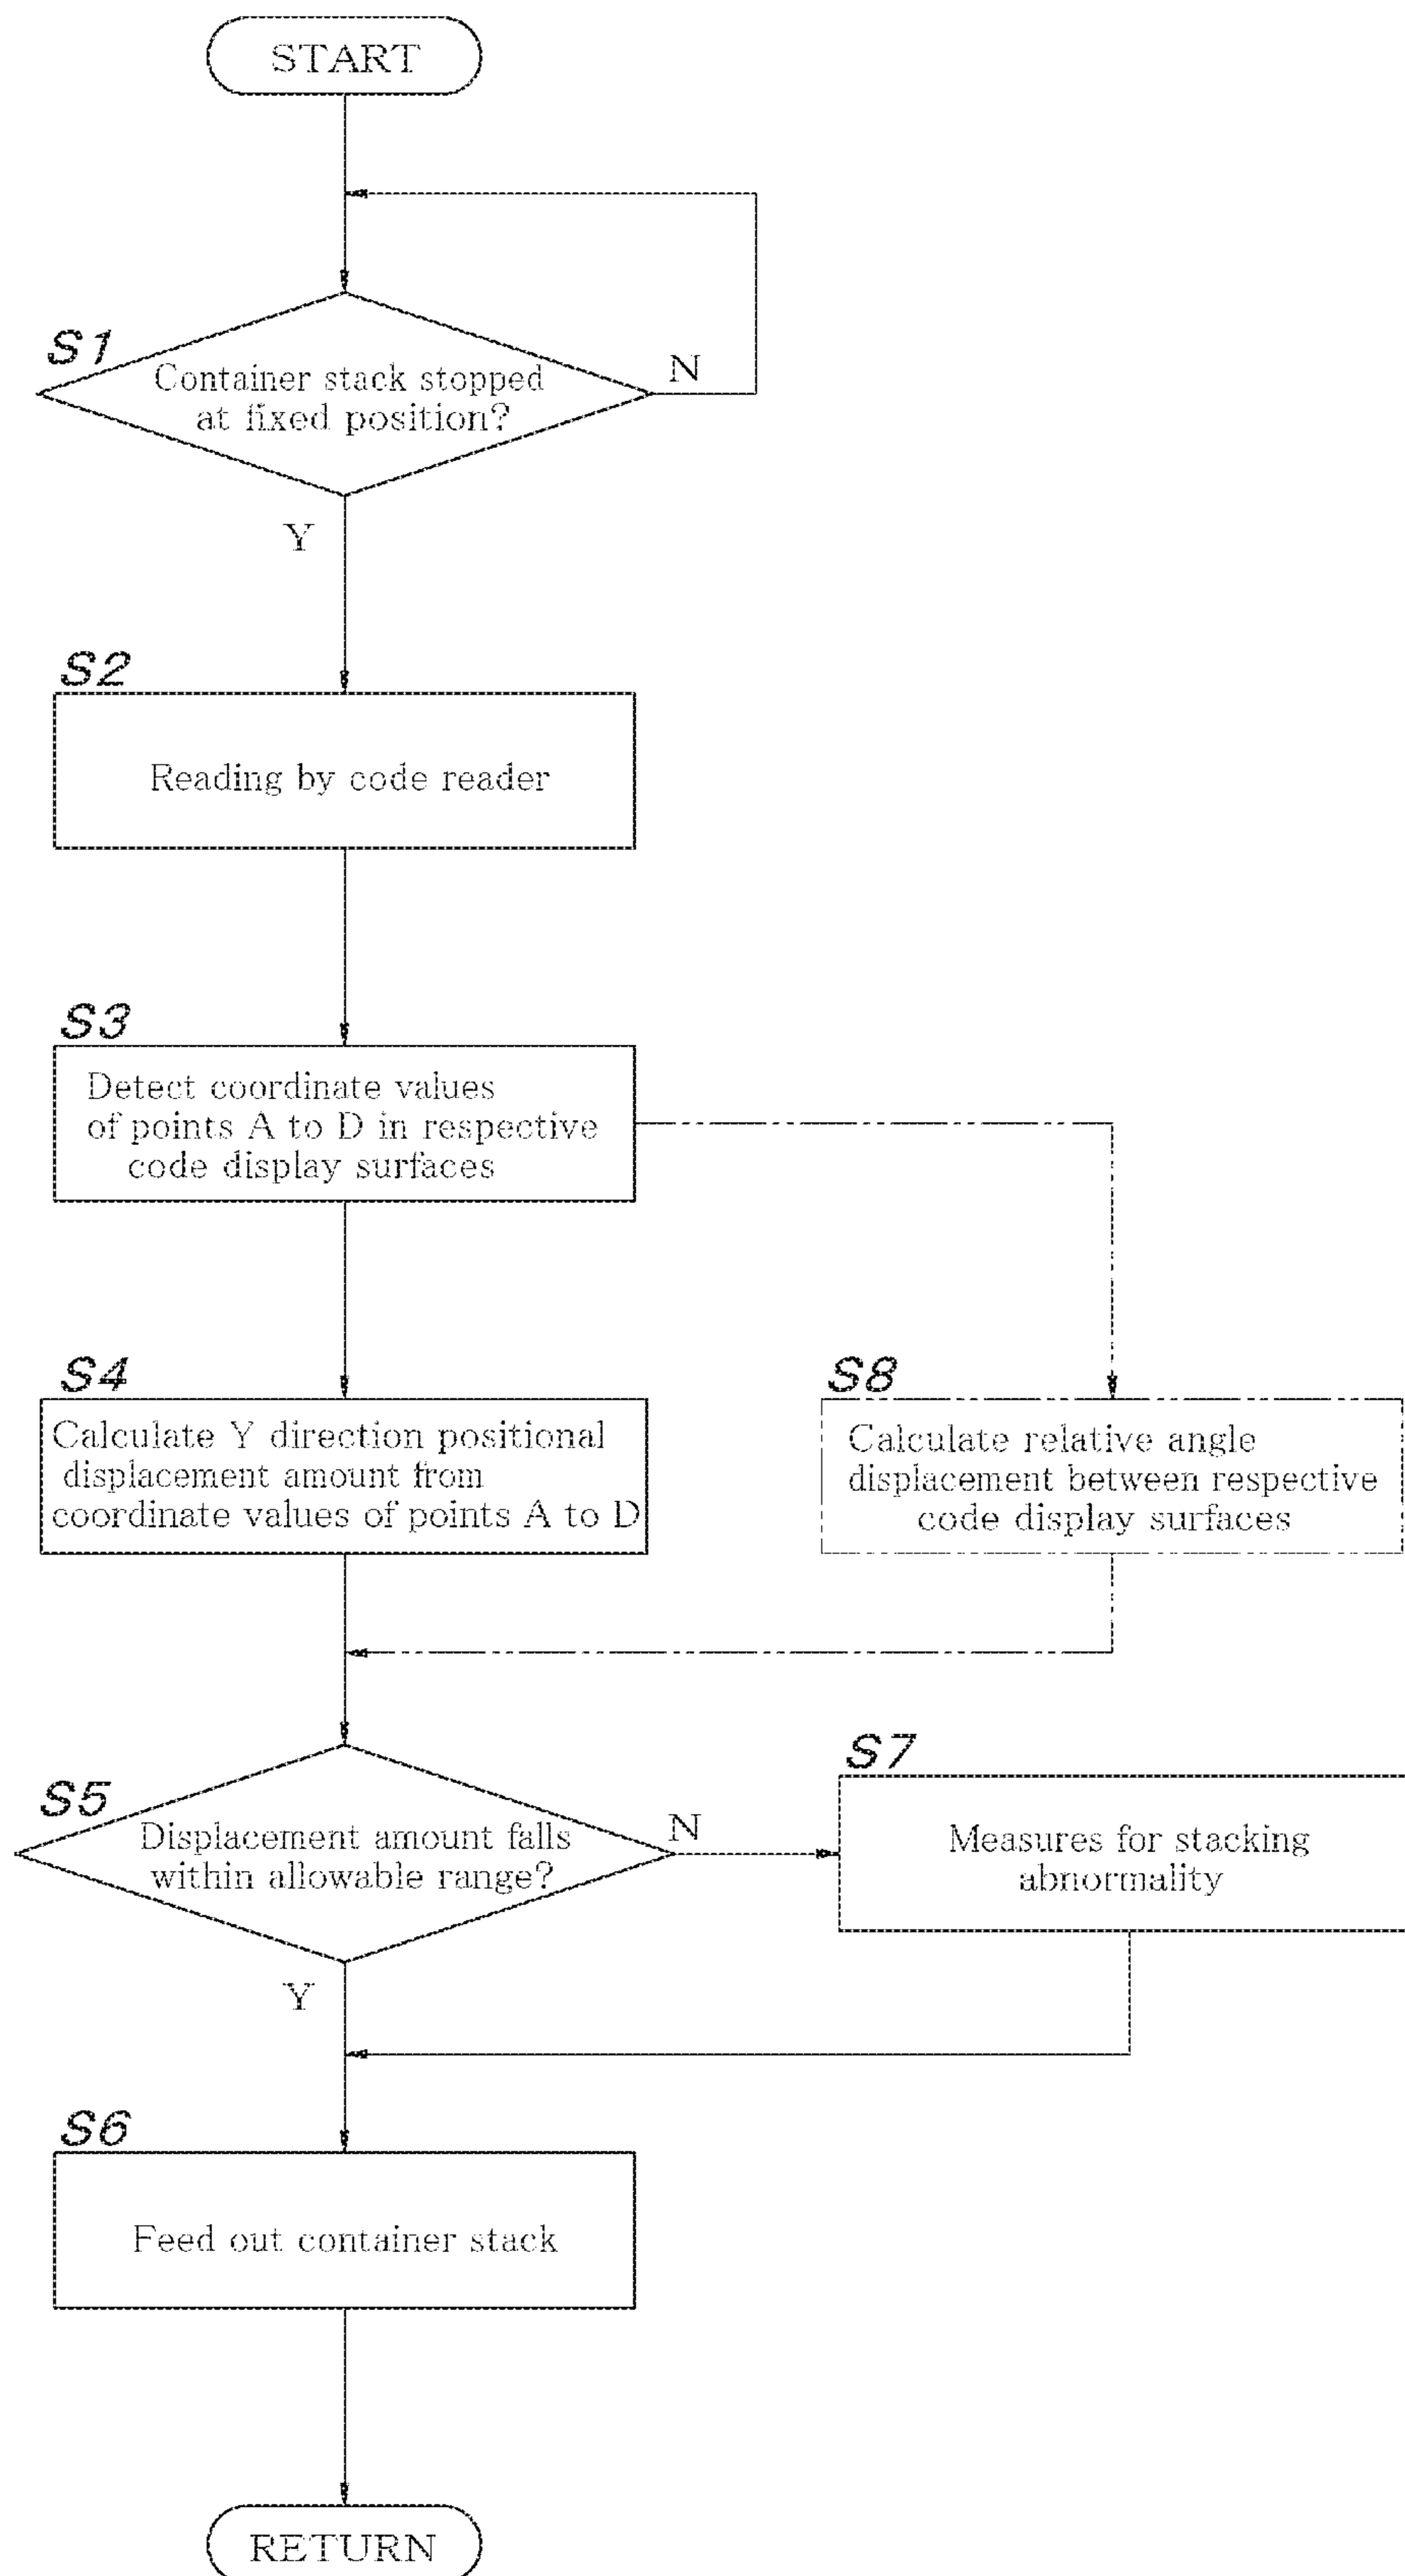 START
S1
Container stack stopped
at fixed position?
N
Y
S2
Reading by code reader
S3
Detect coordinate values
of points A to D in respective
code display surfaces
S4
Calculate Y direction positional
displacement amount from
coordinate values of points A to D
S8
Calculate relative angle
displacement between respective
code display surfaces
S5
Displacement amount falls
within allowable range?
N
Y
S7
Measures for stacking
abnormality
S6
Feed out container stack
RETURN